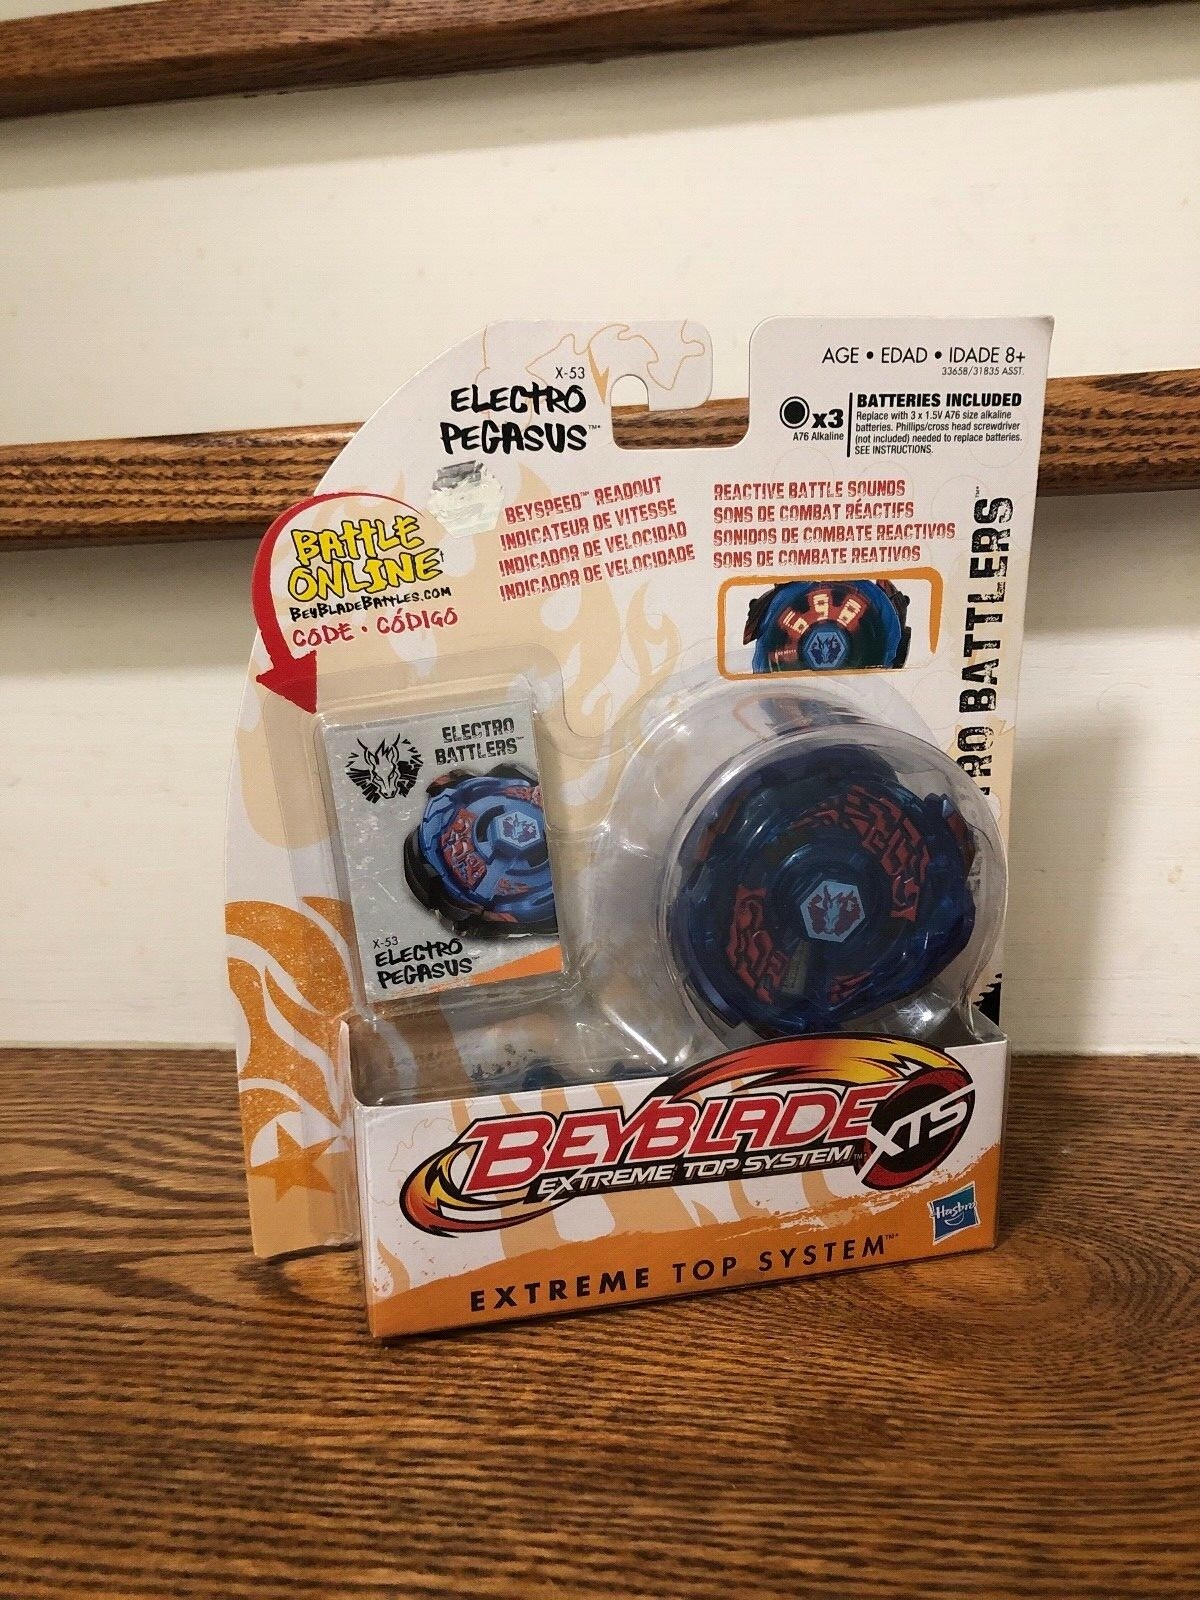 X-53
ELECTRO
PEGASUS™
AGE • EDAD • IDADE 8+
33658/31835 ASST.
x3
A76 Alkaline
BATTERIES INCLUDED
Replace with 3 x 1.5V A76 size alkaline
batteries. Phillips/cross head screwdriver
(not included) needed to replace batteries.
SEE INSTRUCTIONS.
BATTLE
ONLINE†
BEYBLADEBATTLES.COM
CODE • CÓDIGO
BEYSPEED™ READOUT
INDICATEUR DE VITESSE
INDICADOR DE VELOCIDAD
INDICADOR DE VELOCIDADE
REACTIVE BATTLE SOUNDS
SONS DE COMBAT RÉACTIFS
SONIDOS DE COMBATE REACTIVOS
SONS DE COMBATE REATIVOS
BATTLERS™
ELECTRO
BATTLERS™
X-53
ELECTRO
PEGASUS™
BEYBLADE
EXTREME TOP SYSTEM™
XTS
Hasbro
EXTREME TOP SYSTEM™